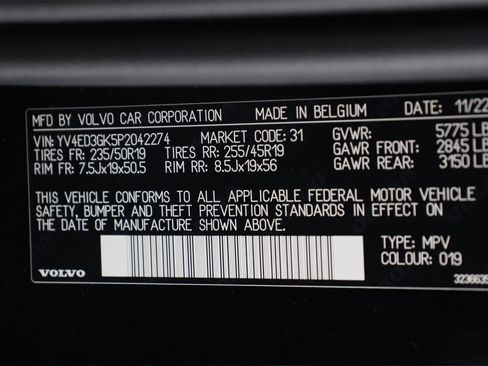 MFD BY VOLVO CAR CORPORATION MADE IN BELGIUM DATE: 11/22
VIN: YV4ED3GK5P2042274 MARKET CODE: 31 GVWR: 5775 LB
TIRES FR: 235/50R19 TIRES RR: 255/45R19 GAWR FRONT: 2845 LB
RIM FR: 7.5Jx19x50.5 RIM RR: 8.5Jx19x56 GAWR REAR: 3150 LB
THIS VEHICLE CONFORMS TO ALL APPLICABLE FEDERAL MOTOR VEHICLE
SAFETY, BUMPER AND THEFT PREVENTION STANDARDS IN EFFECT ON
THE DATE OF MANUFACTURE SHOWN ABOVE.
TYPE: MPV
COLOUR: 019
VOLVO 3236635